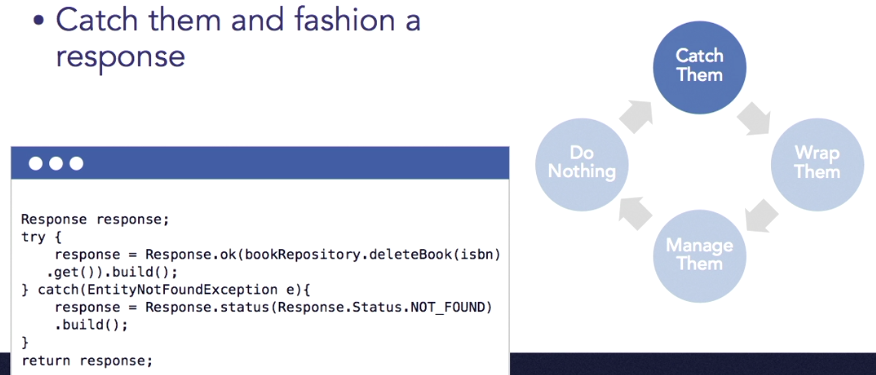 • Catch them and fashion a
response
Catch
Them
Do
Nothing
Wrap
Them
Manage
Them
Response response;
try {
    response = Response.ok(bookRepository.deleteBook(isbn)
   .get()).build();
} catch(EntityNotFoundException e){
    response = Response.status(Response.Status.NOT_FOUND)
    .build();
}
return response;